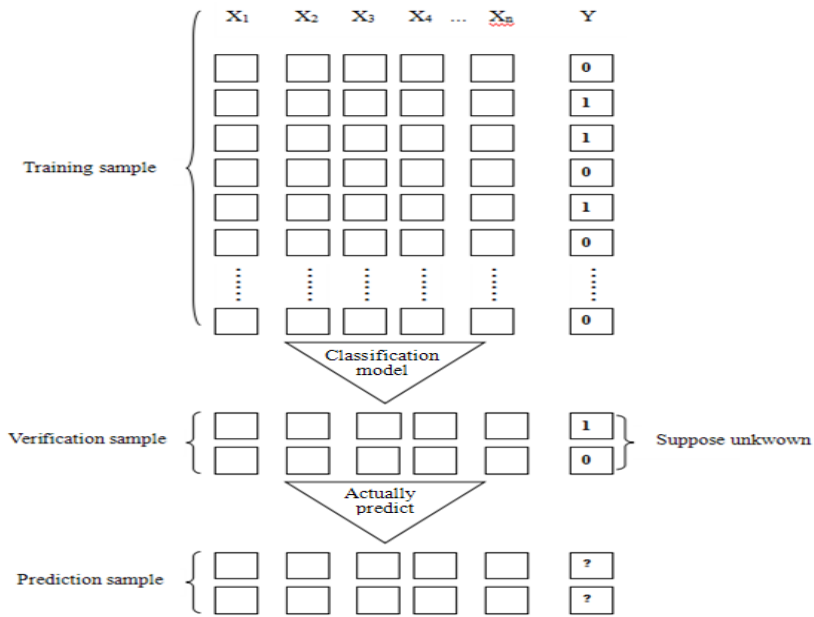 X₁ X₂ X₃ X₄ ... Xₙ Y
0
1
1
Training sample 0
1
0
0
Classification
model
1
Verification sample Suppose unkwown
0
Actually
predict
?
Prediction sample
?